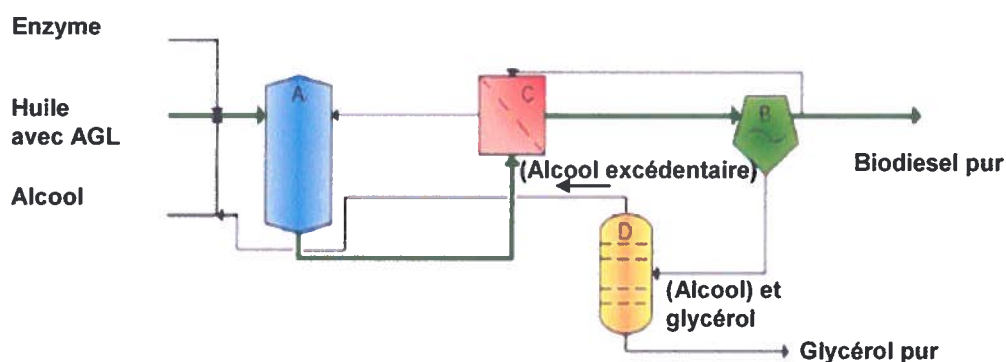 Enzyme
Huile
avec AGL
Alcool
A
C
B
Biodiesel pur
(Alcool excédentaire)
D
(Alcool) et
glycérol
Glycérol pur